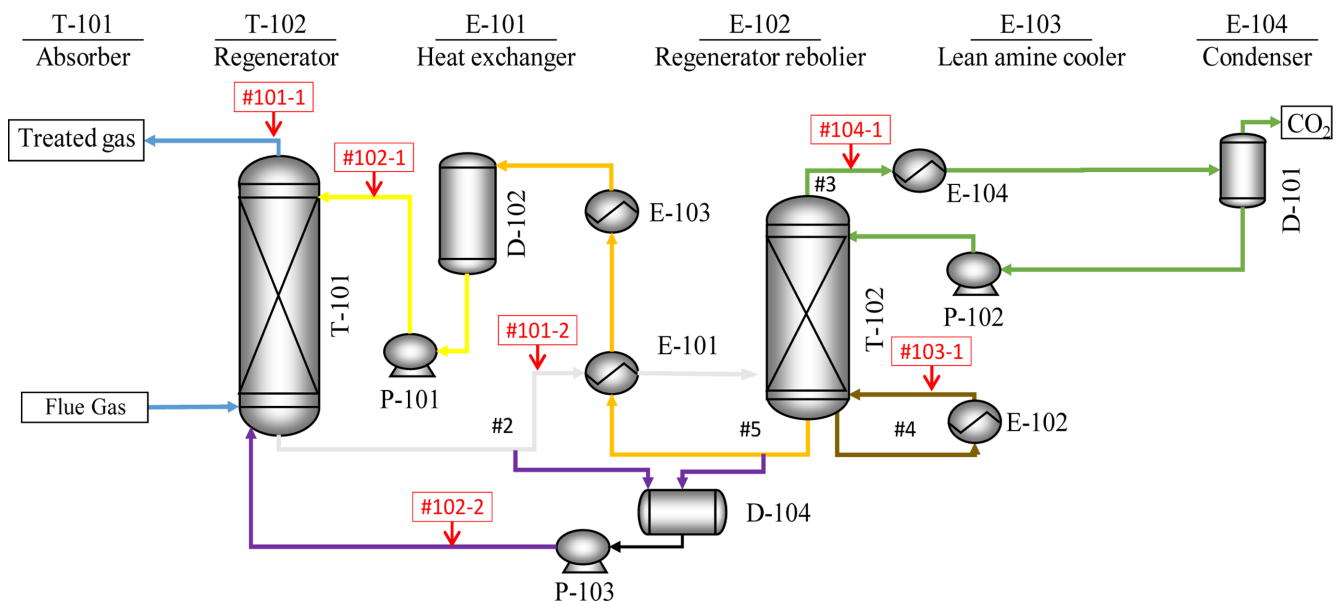 T-101
Absorber
T-102
Regenerator
E-101
Heat exchanger
E-102
Regenerator rebolier
E-103
Lean amine cooler
E-104
Condenser
#101-1
Treated gas
#102-1
#104-1
CO2
#3
E-104
D-101
E-103
D-102
T-101
P-102
T-102
#101-2
E-101
#103-1
P-101
Flue Gas
#2
#5
#4
E-102
#102-2
D-104
P-103